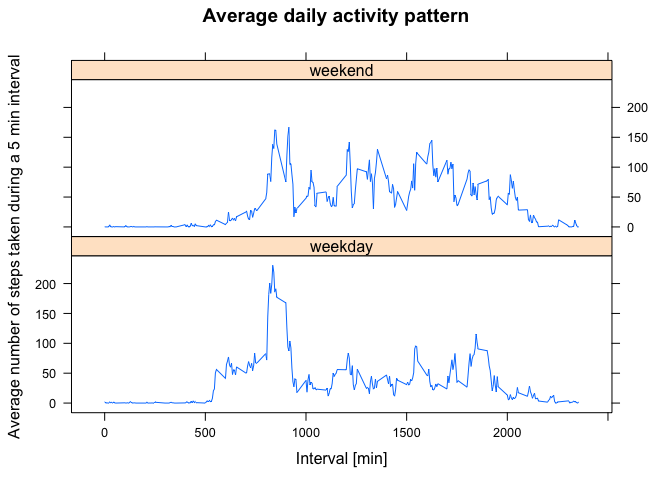 Average daily activity pattern
Average number of steps taken during a 5 min interval
weekend
200
150
100
50
0
weekday
200
150
100
50
0
0 500 1000 1500 2000
Interval [min]